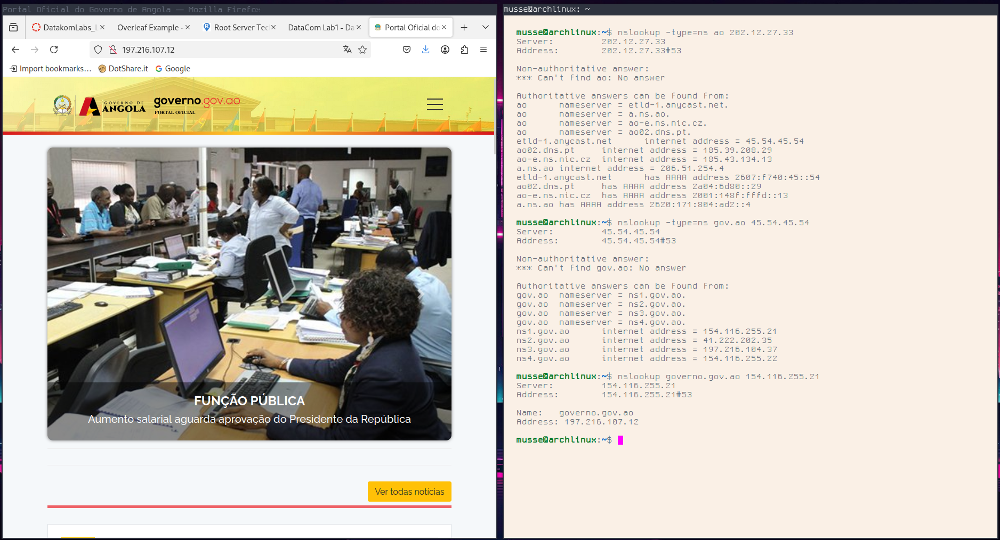 Portal Oficial do Governo de Angola — Mozilla Firefox
DatakomLabs_L
Overleaf Example -
Root Server Tec
DataCom Lab1 - Da
Portal Oficial do
197.216.107.12
Import bookmarks...
DotShare.it
Google
GOVERNO DE
ANGOLA
governo.gov.ao
PORTAL OFICIAL
FUNÇÃO PÚBLICA
Aumento salarial aguarda aprovação do Presidente da República
Ver todas notícias
musse@archlinux: ~
musse@archlinux:~$ nslookup -type=ns ao 202.12.27.33
Server: 202.12.27.33
Address: 202.12.27.33#53
Non-authoritative answer:
*** Can't find ao: No answer
Authoritative answers can be found from:
ao nameserver = etld-1.anycast.net.
ao nameserver = a.ns.ao.
ao nameserver = ao-e.ns.nic.cz.
ao nameserver = ao02.dns.pt.
etld-1.anycast.net internet address = 45.54.45.54
ao02.dns.pt internet address = 185.39.208.29
ao-e.ns.nic.cz internet address = 185.43.134.13
a.ns.ao internet address = 206.51.254.4
etld-1.anycast.net has AAAA address 2607:f740:45::54
ao02.dns.pt has AAAA address 2a04:6d80::29
ao-e.ns.nic.cz has AAAA address 2001:148f:fffd::13
a.ns.ao has AAAA address 2620:171:804:ad2::4
musse@archlinux:~$ nslookup -type=ns gov.ao 45.54.45.54
Server: 45.54.45.54
Address: 45.54.45.54#53
Non-authoritative answer:
*** Can't find gov.ao: No answer
Authoritative answers can be found from:
gov.ao nameserver = ns1.gov.ao.
gov.ao nameserver = ns2.gov.ao.
gov.ao nameserver = ns3.gov.ao.
gov.ao nameserver = ns4.gov.ao.
ns1.gov.ao internet address = 154.116.255.21
ns2.gov.ao internet address = 41.222.202.35
ns3.gov.ao internet address = 197.216.104.37
ns4.gov.ao internet address = 154.116.255.22
musse@archlinux:~$ nslookup governo.gov.ao 154.116.255.21
Server: 154.116.255.21
Address: 154.116.255.21#53
Name: governo.gov.ao
Address: 197.216.107.12
musse@archlinux:~$